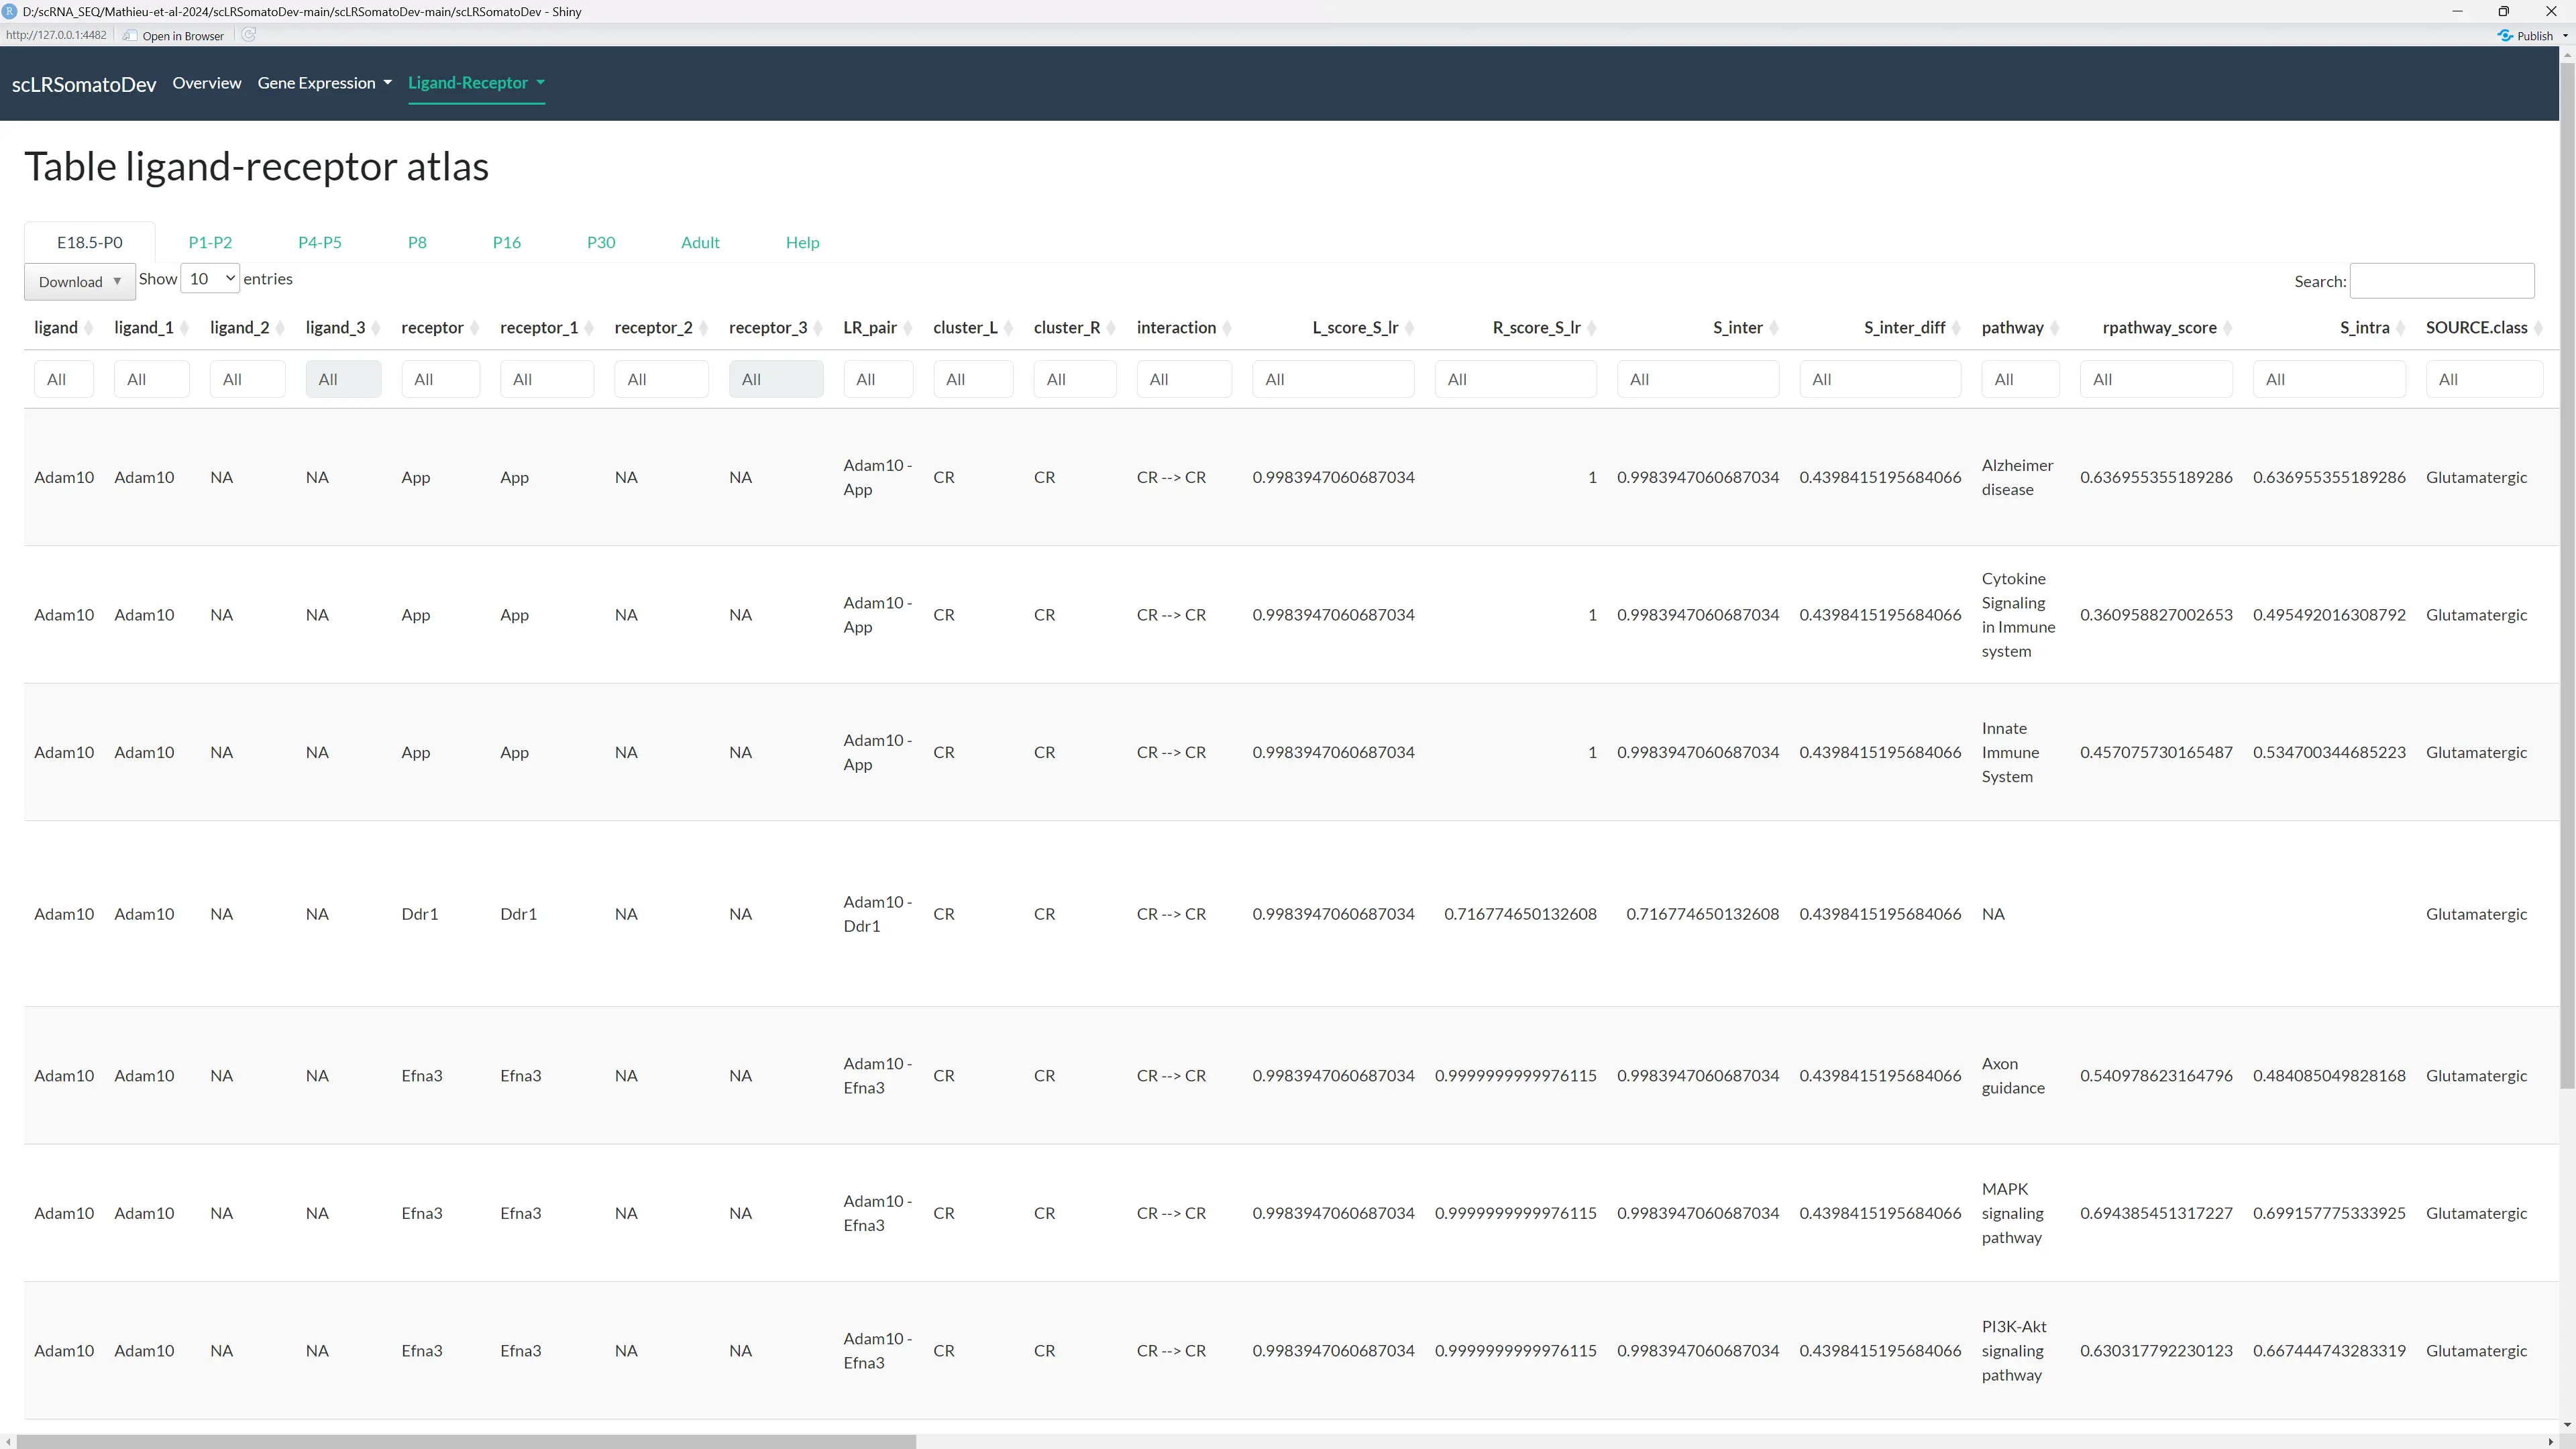 D:/scRNA_SEQ/Mathieu-et-al-2024/scLRSomatoDev-main/scLRSomatoDev-main/scLRSomatoDev - Shiny
http://127.0.0.1:4482 Open in Browser Publish
scLRSomatoDev Overview Gene Expression Ligand-Receptor
Table ligand-receptor atlas
E18.5-P0 P1-P2 P4-P5 P8 P16 P30 Adult Help
Download Show 10 entries Search:
ligand ligand_1 ligand_2 ligand_3 receptor receptor_1 receptor_2 receptor_3 LR_pair cluster_L cluster_R interaction L_score_S_lr R_score_S_lr S_inter S_inter_diff pathway rpathway_score S_intra SOURCE.class
All All All All All All All All All All All All All All All All All All All All
Adam10 Adam10 NA NA App App NA NA Adam10 - App CR CR CR --> CR 0.9983947060687034 1 0.9983947060687034 0.4398415195684066 Alzheimer disease 0.636955355189286 0.636955355189286 Glutamatergic
Adam10 Adam10 NA NA App App NA NA Adam10 - App CR CR CR --> CR 0.9983947060687034 1 0.9983947060687034 0.4398415195684066 Cytokine Signaling in Immune system 0.360958827002653 0.495492016308792 Glutamatergic
Adam10 Adam10 NA NA App App NA NA Adam10 - App CR CR CR --> CR 0.9983947060687034 1 0.9983947060687034 0.4398415195684066 Innate Immune System 0.457075730165487 0.534700344685223 Glutamatergic
Adam10 Adam10 NA NA Ddr1 Ddr1 NA NA Adam10 - Ddr1 CR CR CR --> CR 0.9983947060687034 0.716774650132608 0.716774650132608 0.4398415195684066 NA Glutamatergic
Adam10 Adam10 NA NA Efna3 Efna3 NA NA Adam10 - Efna3 CR CR CR --> CR 0.9983947060687034 0.9999999999976115 0.9983947060687034 0.4398415195684066 Axon guidance 0.540978623164796 0.484085049828168 Glutamatergic
Adam10 Adam10 NA NA Efna3 Efna3 NA NA Adam10 - Efna3 CR CR CR --> CR 0.9983947060687034 0.9999999999976115 0.9983947060687034 0.4398415195684066 MAPK signaling pathway 0.694385451317227 0.699157775333925 Glutamatergic
Adam10 Adam10 NA NA Efna3 Efna3 NA NA Adam10 - Efna3 CR CR CR --> CR 0.9983947060687034 0.9999999999976115 0.9983947060687034 0.4398415195684066 PI3K-Akt signaling pathway 0.630317792230123 0.667444743283319 Glutamatergic